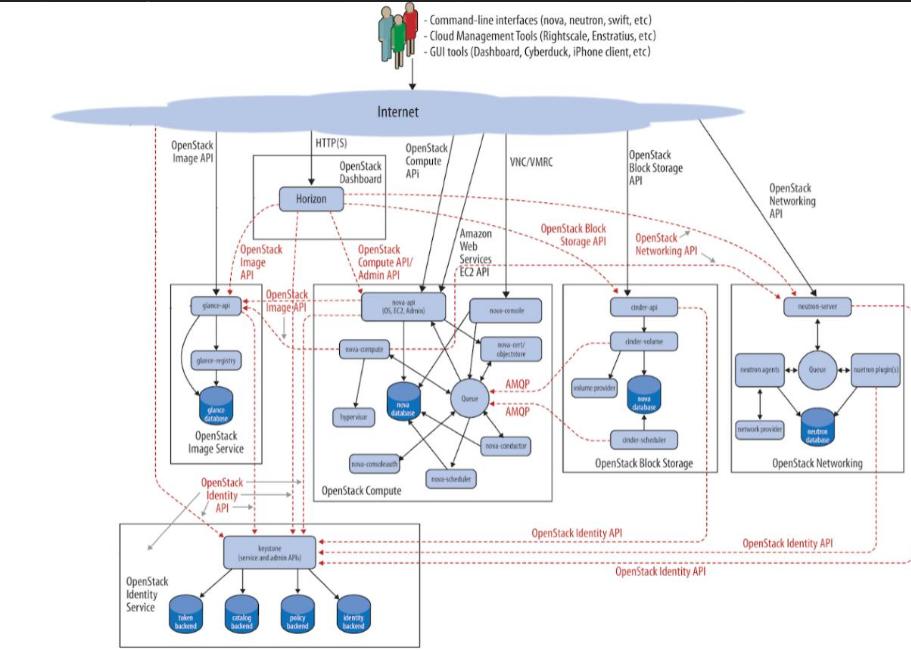 - Command-line interfaces (nova, neutron, swift, etc)
- Cloud Management Tools (Rightscale, Enstratius, etc)
- GUI tools (Dashboard, Cyberduck, iPhone client, etc)
Internet
OpenStack
Image API
HTTP(S)
OpenStack
Dashboard
Horizon
OpenStack
Compute
APi
VNC/VMRC
OpenStack
Block Storage
API
OpenStack
Networking
API
Amazon
Web
Services
EC2 API
OpenStack
Image
API
OpenStack
Compute API/
Admin API
OpenStack Block
Storage API
OpenStack
Networking API
OpenStack
Image API
glance-api
glance-registry
glance
database
OpenStack
Image Service
nova-api
(OS, EC2, Admin)
nova-console
nova-compute
nova-cert/
objectstore
hypervisor
nova
database
Queue
nova-conductor
nova-consoleauth
nova-scheduler
OpenStack Compute
AMQP
AMQP
cinder-api
cinder-volume
volume provider
nova
database
cinder-scheduler
OpenStack Block Storage
neutron-server
neutron agents
Queue
nuetron plugin(s)
network provider
neutron
database
OpenStack Networking
OpenStack
Identity
API
OpenStack Identity API
OpenStack Identity API
OpenStack Identity API
keystone
(service and admin APIs)
OpenStack
Identity
Service
token
backend
catalog
backend
policy
backend
identity
backend